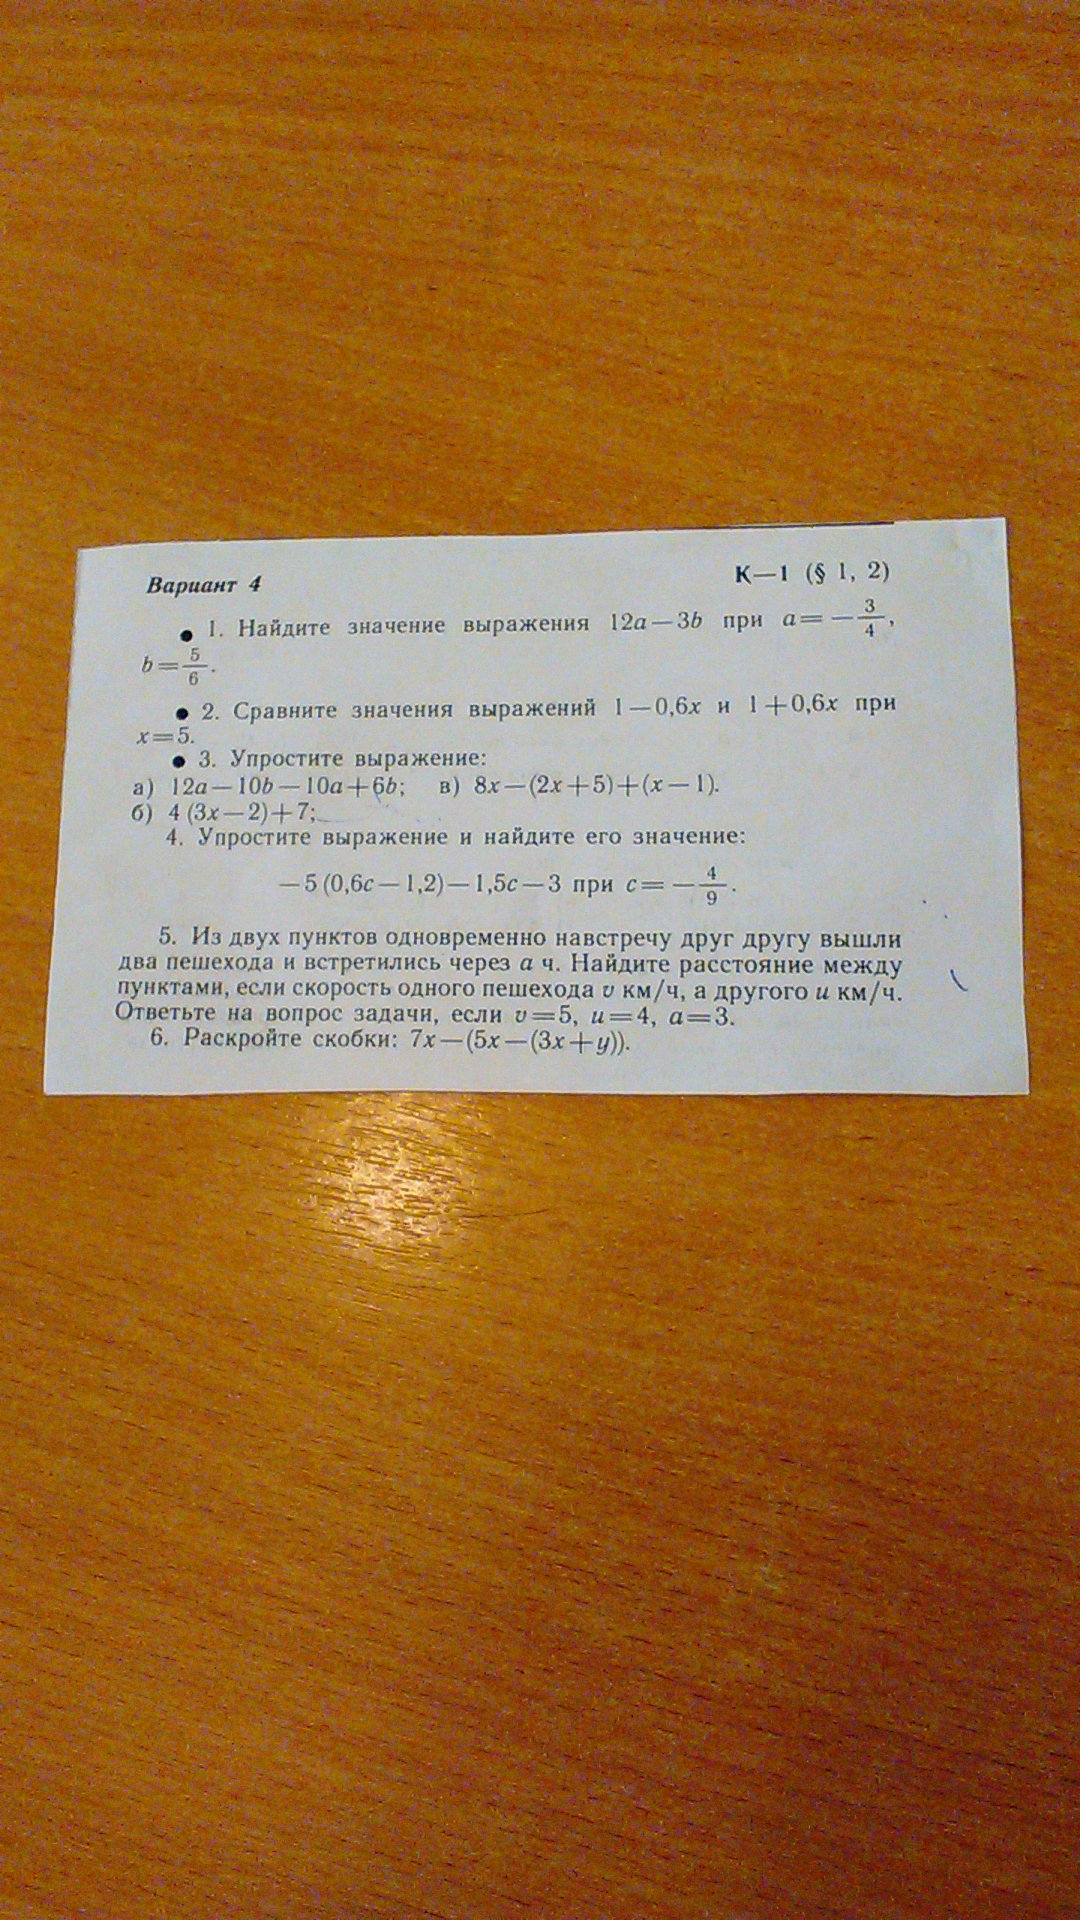 Вариант 4 К—1 (§ 1, 2)
● 1. Найдите значение выражения 12a—3b при a= —3/4,
b=5/6.
● 2. Сравните значения выражений 1—0,6x и 1+0,6x при
x=5.
● 3. Упростите выражение:
а) 12a—10b—10a+6b; в) 8x—(2x+5)+(x—1).
б) 4(3x—2)+7;
4. Упростите выражение и найдите его значение:
—5(0,6c—1,2)—1,5c—3 при c= —4/9.
5. Из двух пунктов одновременно навстречу друг другу вышли
два пешехода и встретились через a ч. Найдите расстояние между
пунктами, если скорость одного пешехода v км/ч, а другого u км/ч.
Ответьте на вопрос задачи, если v=5, u=4, a=3.
6. Раскройте скобки: 7x—(5x—(3x+y)).